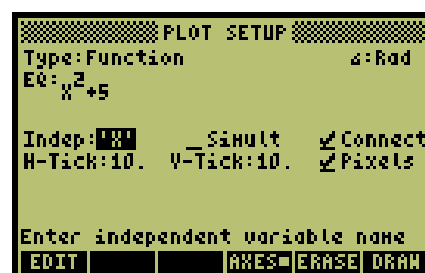 PLOT SETUP
Type:Function ∠:Rad
EQ: X²+5
Indep:'X' _Simult ✓Connect
H-Tick:10. V-Tick:10. ✓Pixels
Enter independent variable name
EDIT AXES■ ERASE DRAW